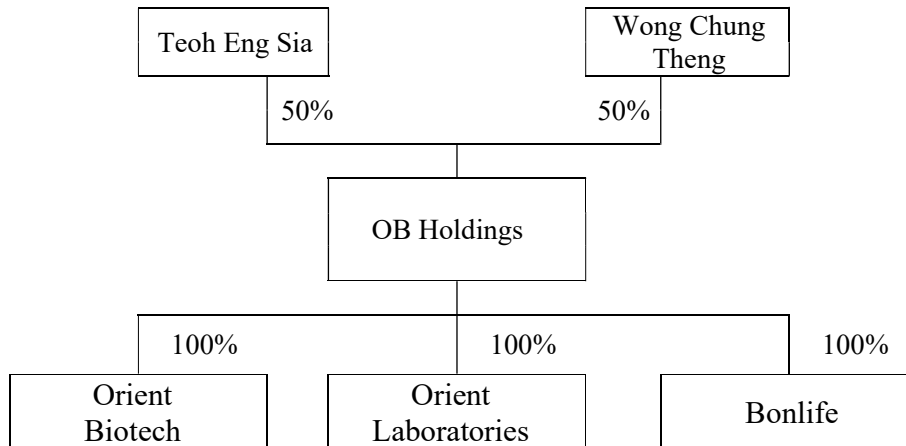 Teoh Eng Sia
Wong Chung
Theng
50%
50%
OB Holdings
100%
100%
100%
Orient
Biotech
Orient
Laboratories
Bonlife